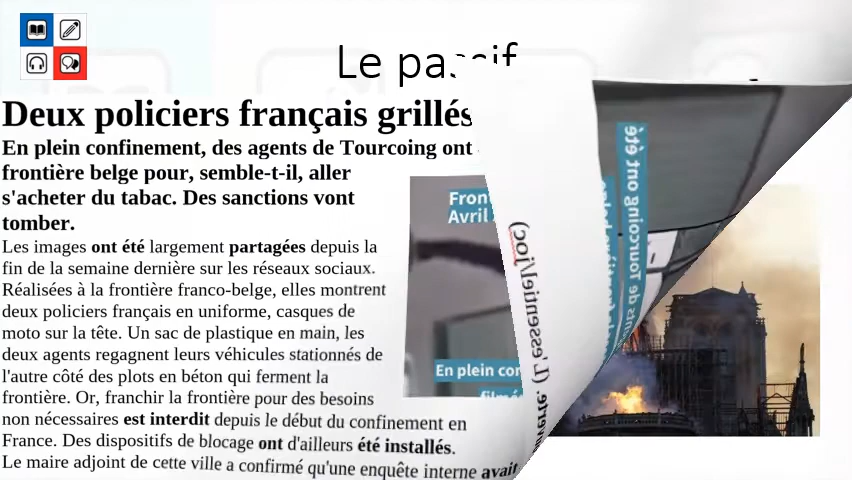 Le passif
Deux policiers français grillés
En plein confinement, des agents de Tourcoing ont
frontière belge pour, semble-t-il, aller
s'acheter du tabac. Des sanctions vont
tomber.
Les images ont été largement partagées depuis la
fin de la semaine dernière sur les réseaux sociaux.
Réalisées à la frontière franco-belge, elles montrent
deux policiers français en uniforme, casques de
moto sur la tête. Un sac de plastique en main, les
deux agents regagnent leurs véhicules stationnés de
l'autre côté des plots en béton qui ferment la
frontière. Or, franchir la frontière pour des besoins
non nécessaires est interdit depuis le début du confinement en
France. Des dispositifs de blocage ont d'ailleurs été installés.
Le maire adjoint de cette ville a confirmé qu'une enquête interne avait
Avril
En plein
(L'essentiel/joc)
de Tourcoing ont été